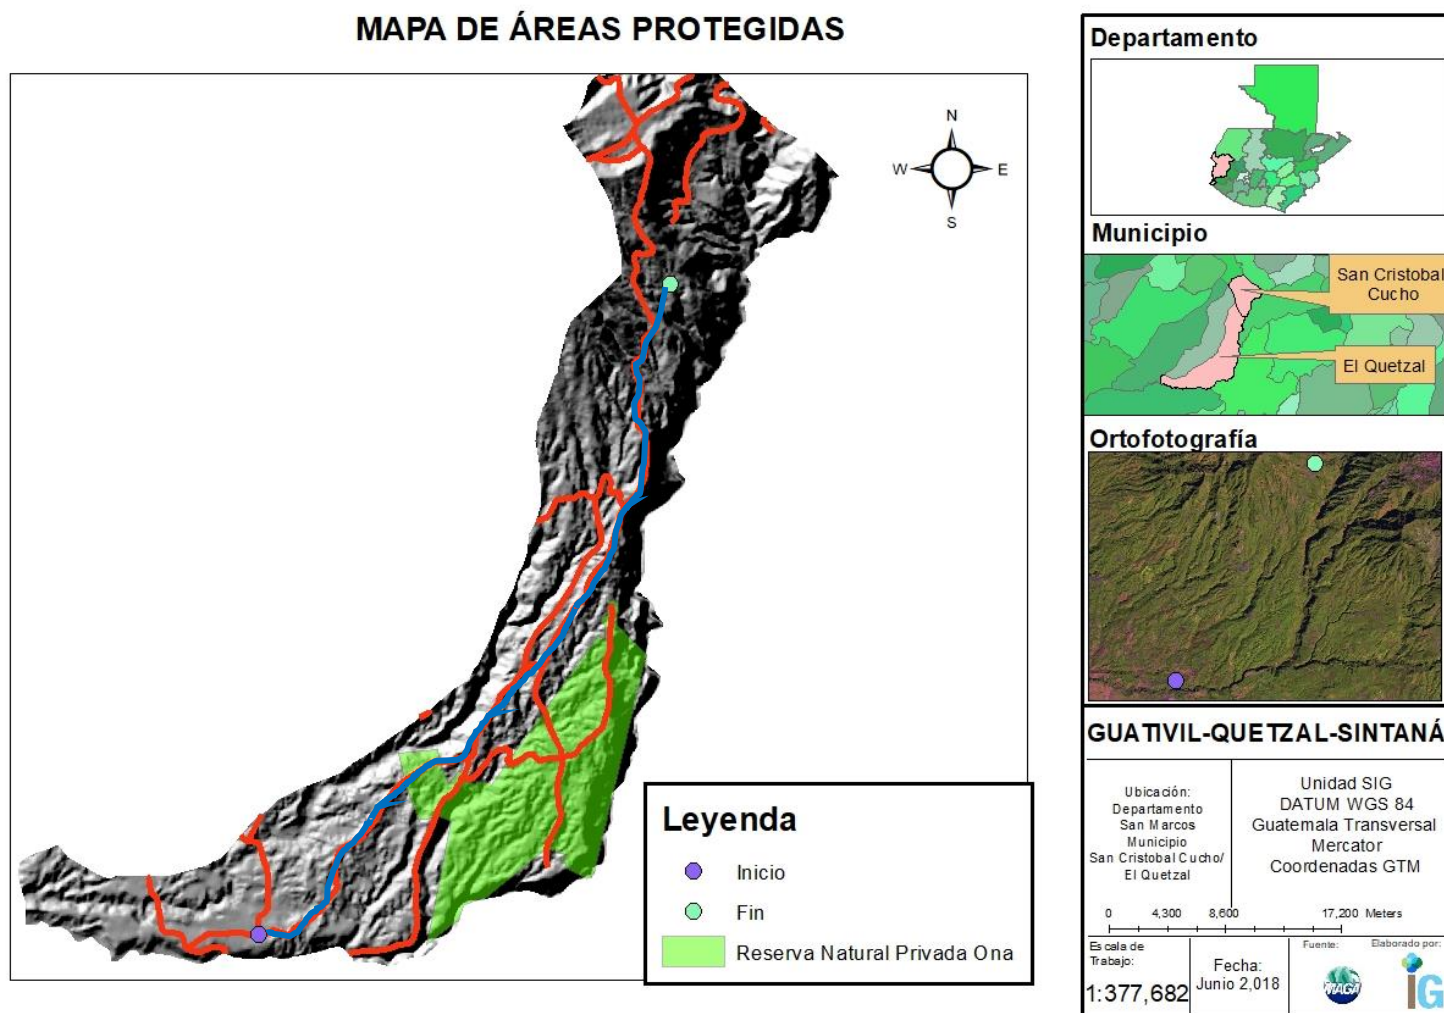 MAPA DE ÁREAS PROTEGIDAS
N
W
E
S
Leyenda
Inicio
Fin
Reserva Natural Privada Ona
Departamento
Municipio
San Cristobal
Cucho
El Quetzal
Ortofotografía
GUATIVIL-QUETZAL-SINTANÁ
Ubicación:
Departamento
San Marcos
Municipio
San Cristobal Cucho/
El Quetzal
Unidad SIG
DATUM WGS 84
Guatemala Transversal
Mercator
Coordenadas GTM
0 4,300 8,600 17,200 Meters
Escala de
Trabajo:
1:377,682
Fecha:
Junio 2,018
Fuente:
MAGA
Elaborado por:
iG